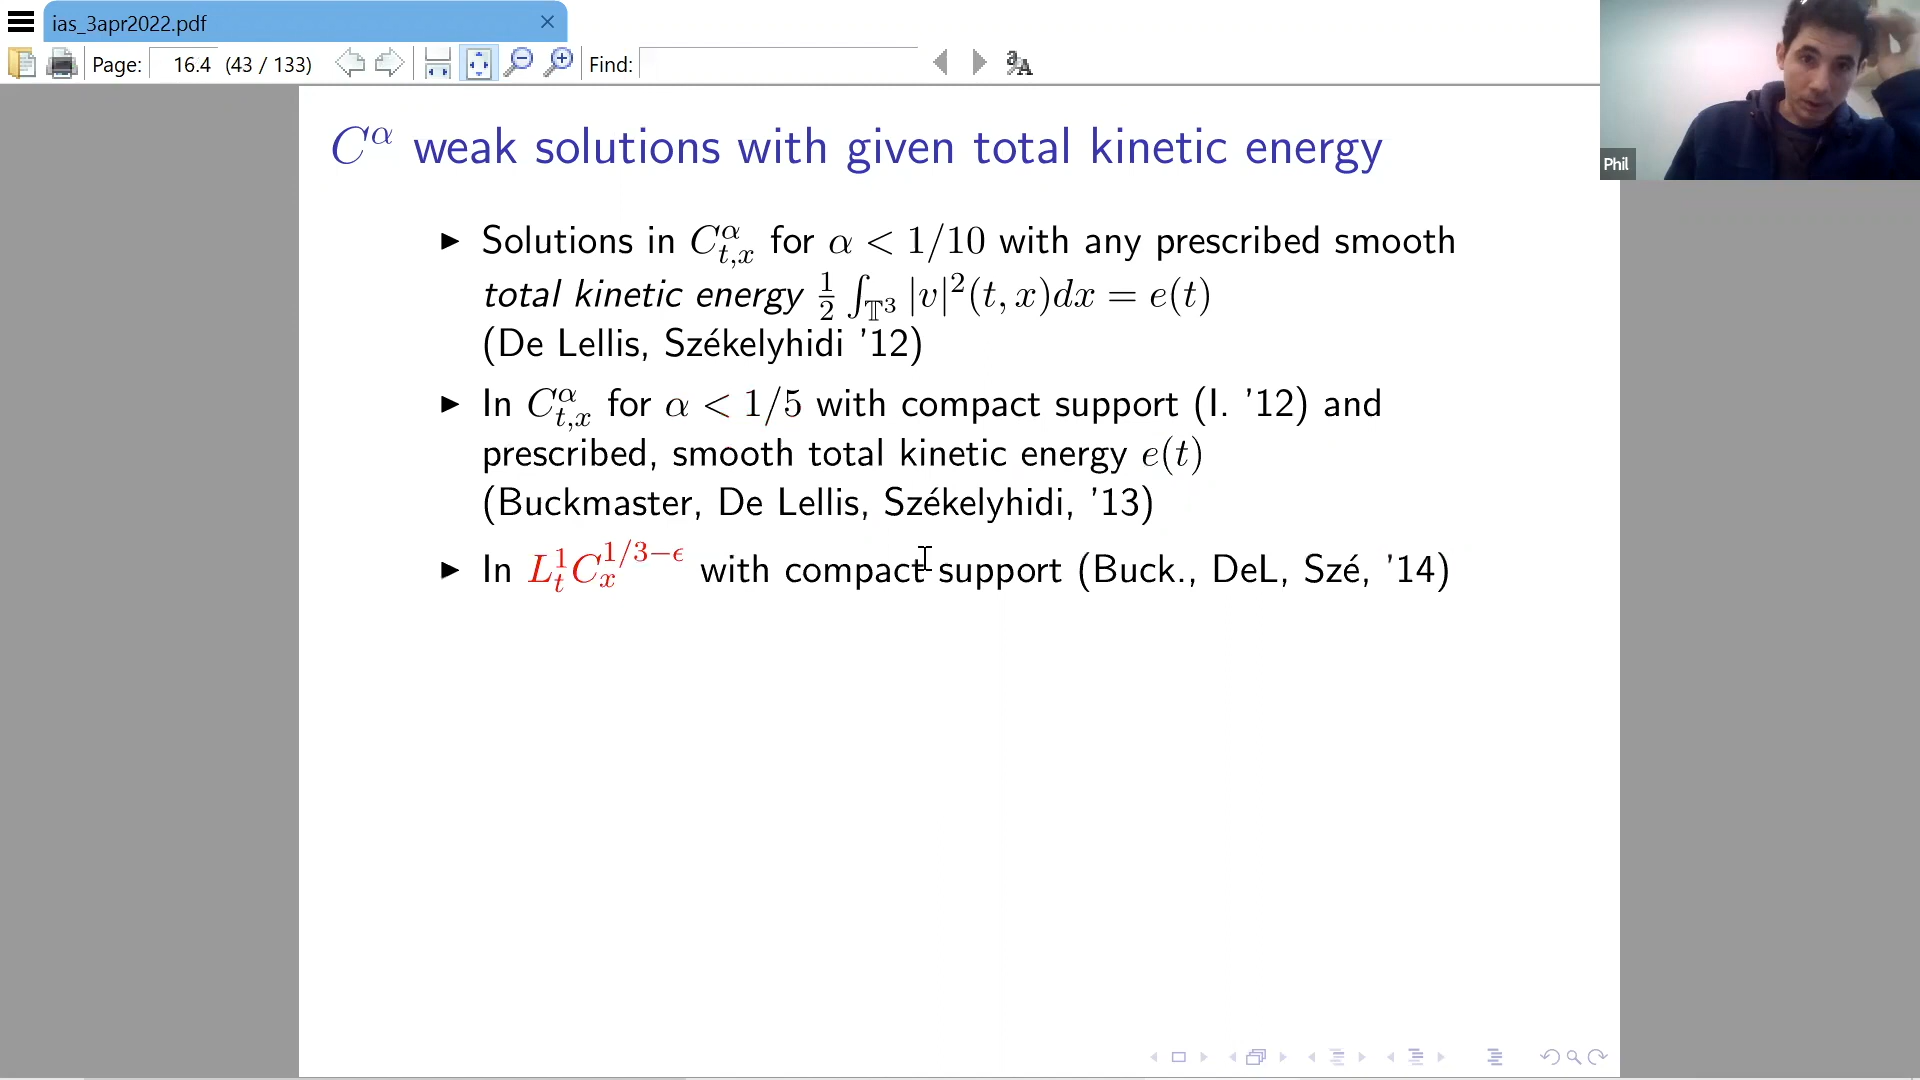 ias_3apr2022.pdf
Page: 16.4 (43 / 133) Find:
Phil
C^α weak solutions with given total kinetic energy
▶ Solutions in C^α_{t,x} for α < 1/10 with any prescribed smooth
total kinetic energy 1/2 ∫_{𝕋^3} |v|^2(t, x)dx = e(t)
(De Lellis, Székelyhidi '12)
▶ In C^α_{t,x} for α < 1/5 with compact support (I. '12) and
prescribed, smooth total kinetic energy e(t)
(Buckmaster, De Lellis, Székelyhidi, '13)
▶ In L^1_t C_x^{1/3−ϵ} with compact support (Buck., DeL, Szé, '14)